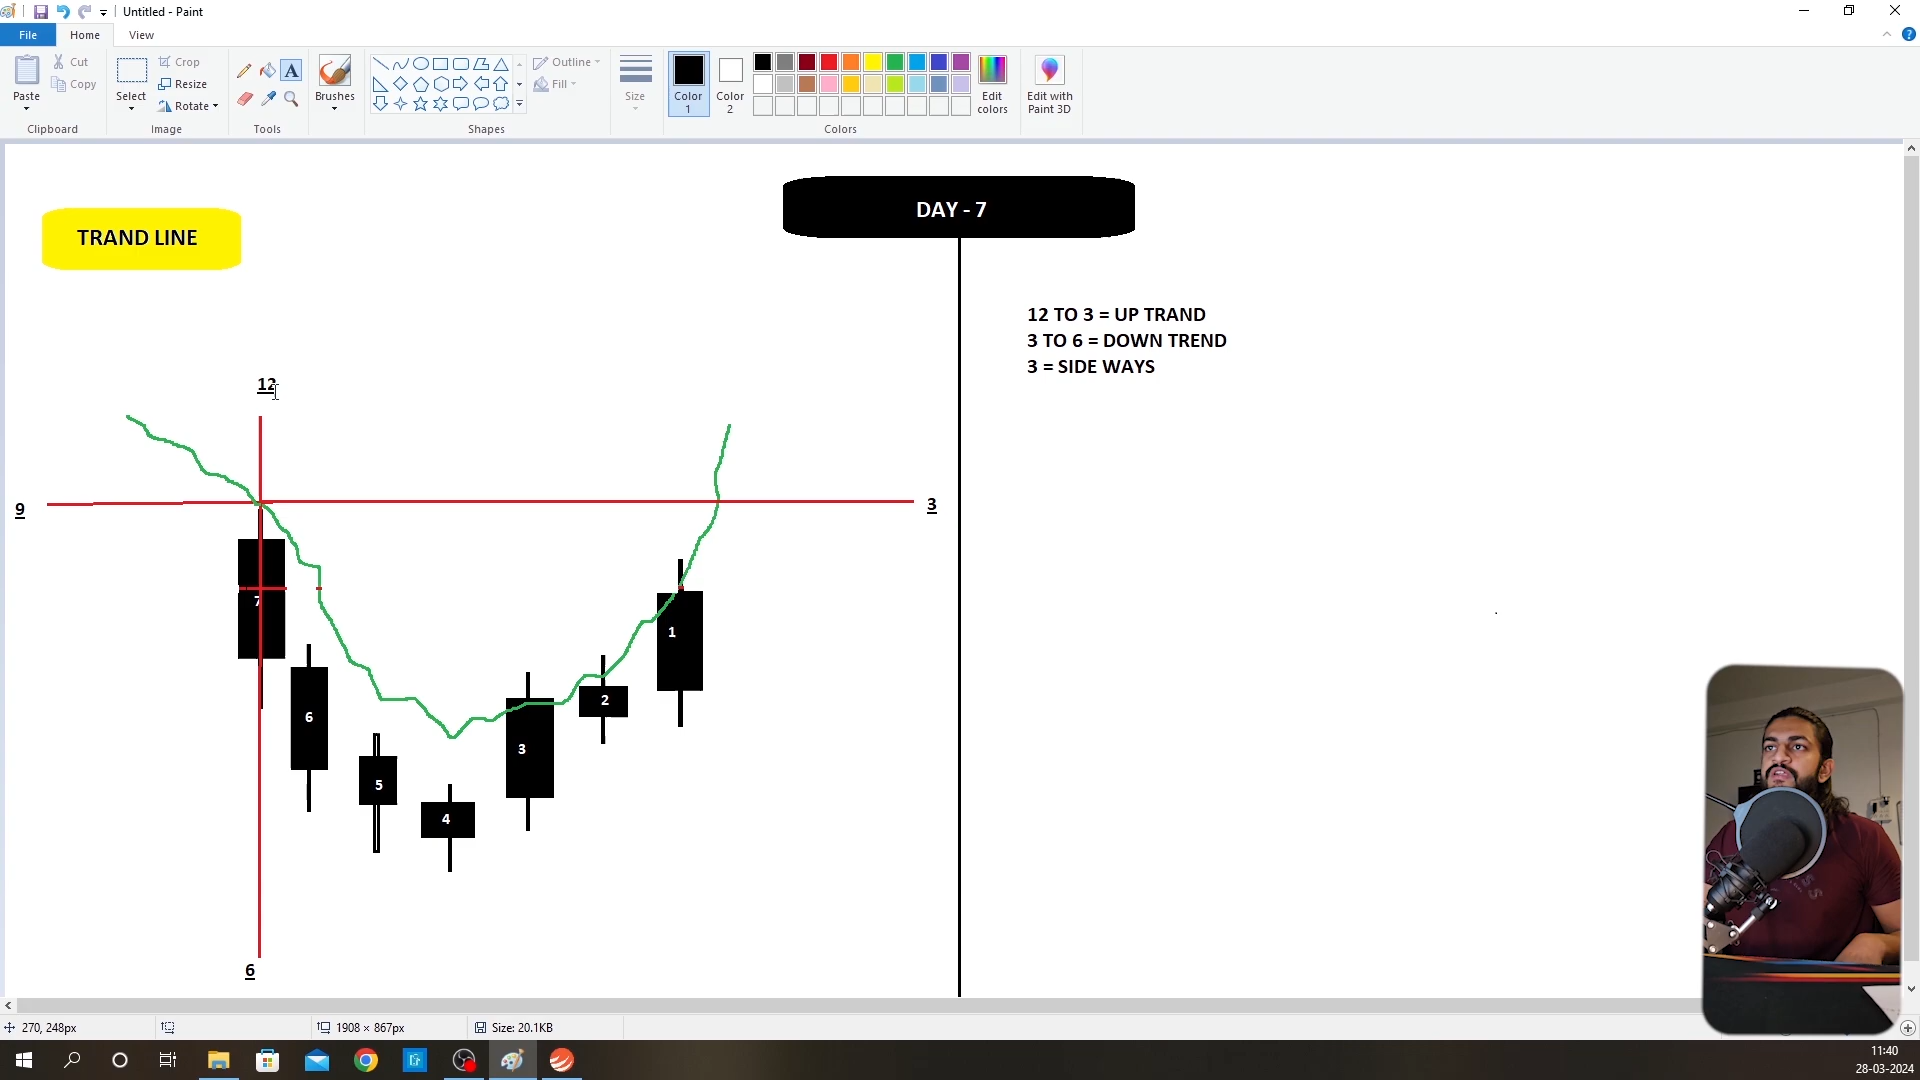 Untitled - Paint
File
Home
View
Paste
Cut
Copy
Clipboard
Select
Crop
Resize
Rotate
Image
A
Tools
Brushes
Shapes
Outline
Fill
Size
Color
1
Color
2
Edit
colors
Edit with
Paint 3D
Colors
DAY - 7
TRAND LINE
12 TO 3 = UP TRAND
3 TO 6 = DOWN TREND
3 = SIDE WAYS
12
9
3
7
6
5
4
3
2
1
6
270, 248px
1908 × 867px
Size: 20.1KB
11:40
28-03-2024